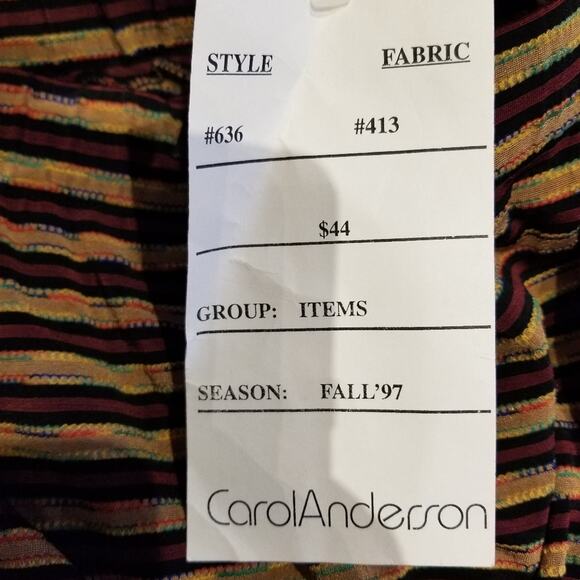 STYLE FABRIC
#636 #413
$44
GROUP: ITEMS
SEASON: FALL'97
CarolAnderson